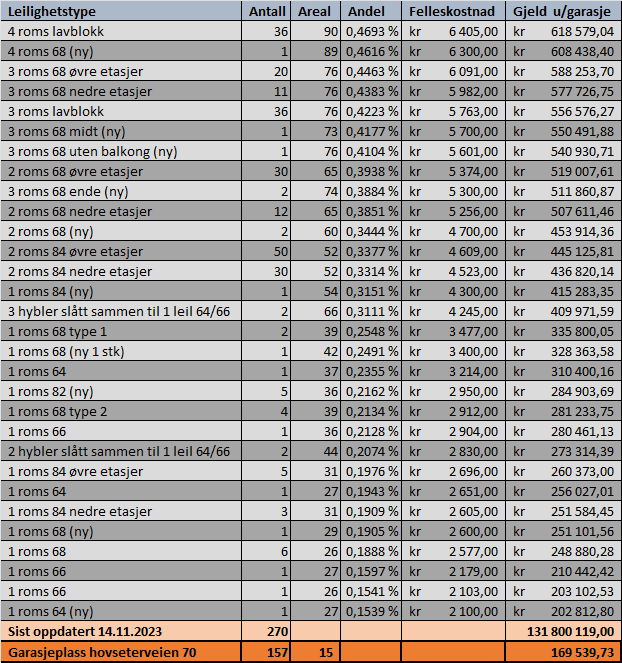 Leilighetstype Antall Areal Andel Felleskostnad Gjeld u/garasje
4 roms lavblokk 36 90 0,4693 % kr 6 405,00 kr 618 579,04
4 roms 68 (ny) 1 89 0,4616 % kr 6 300,00 kr 608 438,40
3 roms 68 øvre etasjer 20 76 0,4463 % kr 6 091,00 kr 588 253,70
3 roms 68 nedre etasjer 11 76 0,4383 % kr 5 982,00 kr 577 726,75
3 roms lavblokk 36 76 0,4223 % kr 5 763,00 kr 556 576,27
3 roms 68 midt (ny) 1 73 0,4177 % kr 5 700,00 kr 550 491,88
3 roms 68 uten balkong (ny) 1 76 0,4104 % kr 5 601,00 kr 540 930,71
2 roms 68 øvre etasjer 30 65 0,3938 % kr 5 374,00 kr 519 007,61
3 roms 68 ende (ny) 2 74 0,3884 % kr 5 300,00 kr 511 860,87
2 roms 68 nedre etasjer 12 65 0,3851 % kr 5 256,00 kr 507 611,46
2 roms 68 (ny) 2 60 0,3444 % kr 4 700,00 kr 453 914,36
2 roms 84 øvre etasjer 50 52 0,3377 % kr 4 609,00 kr 445 125,81
2 roms 84 nedre etasjer 30 52 0,3314 % kr 4 523,00 kr 436 820,14
1 roms 84 (ny) 1 54 0,3151 % kr 4 300,00 kr 415 283,35
3 hybler slått sammen til 1 leil 64/66 2 66 0,3111 % kr 4 245,00 kr 409 971,59
1 roms 68 type 1 2 39 0,2548 % kr 3 477,00 kr 335 800,05
1 roms 68 (ny 1 stk) 1 42 0,2491 % kr 3 400,00 kr 328 363,58
1 roms 64 1 37 0,2355 % kr 3 214,00 kr 310 400,16
1 roms 82 (ny) 5 36 0,2162 % kr 2 950,00 kr 284 903,69
1 roms 68 type 2 4 39 0,2134 % kr 2 912,00 kr 281 233,75
1 roms 66 1 36 0,2128 % kr 2 904,00 kr 280 461,13
2 hybler slått sammen til 1 leil 64/66 2 44 0,2074 % kr 2 830,00 kr 273 314,39
1 roms 84 øvre etasjer 5 31 0,1976 % kr 2 696,00 kr 260 373,00
1 roms 64 1 27 0,1943 % kr 2 651,00 kr 256 027,01
1 roms 84 nedre etasjer 3 31 0,1909 % kr 2 605,00 kr 251 584,45
1 roms 68 (ny) 1 29 0,1905 % kr 2 600,00 kr 251 101,56
1 roms 68 6 26 0,1888 % kr 2 577,00 kr 248 880,28
1 roms 66 1 27 0,1597 % kr 2 179,00 kr 210 442,42
1 roms 66 1 26 0,1541 % kr 2 103,00 kr 203 102,53
1 roms 64 (ny) 1 27 0,1539 % kr 2 100,00 kr 202 812,80
Sist oppdatert 14.11.2023 270 131 800 119,00
Garasjeplass hovseterveien 70 157 15 169 539,73